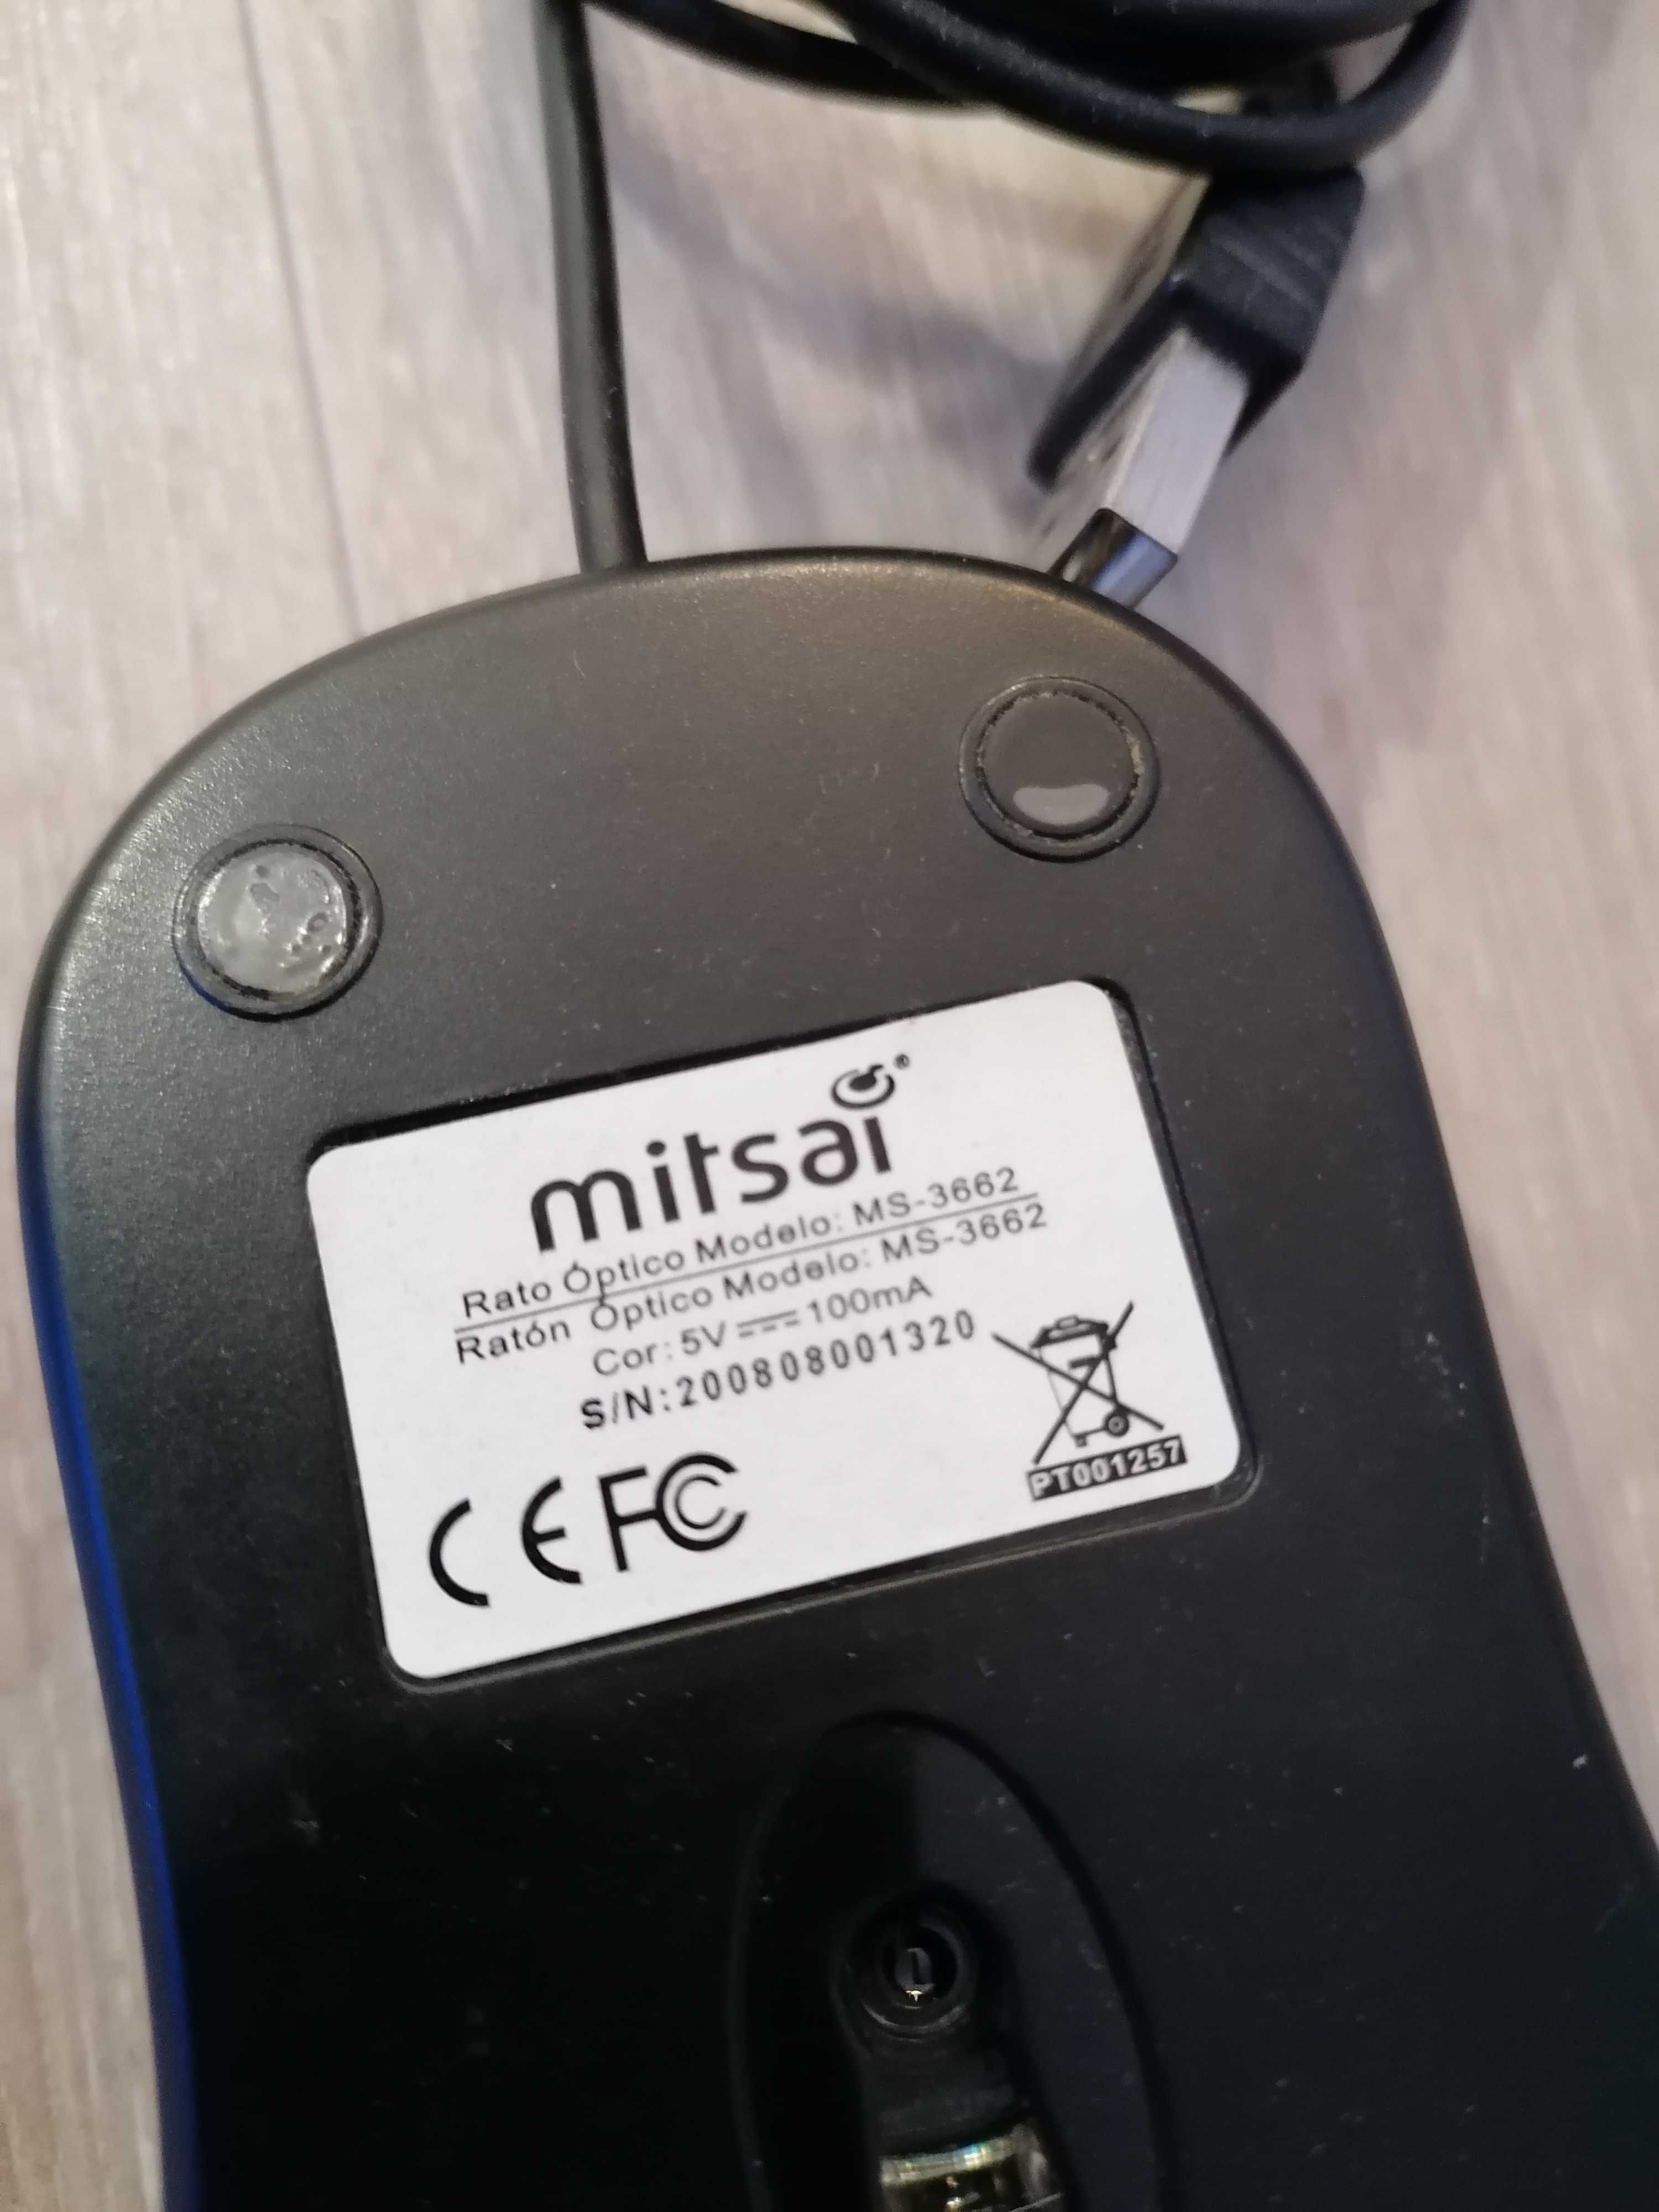 mitsai®
Rato Óptico Modelo: MS-3662
Ratón Óptico Modelo: MS-3662
Cor: 5V 100mA
S/N:200808001320
CE FC
PT001257